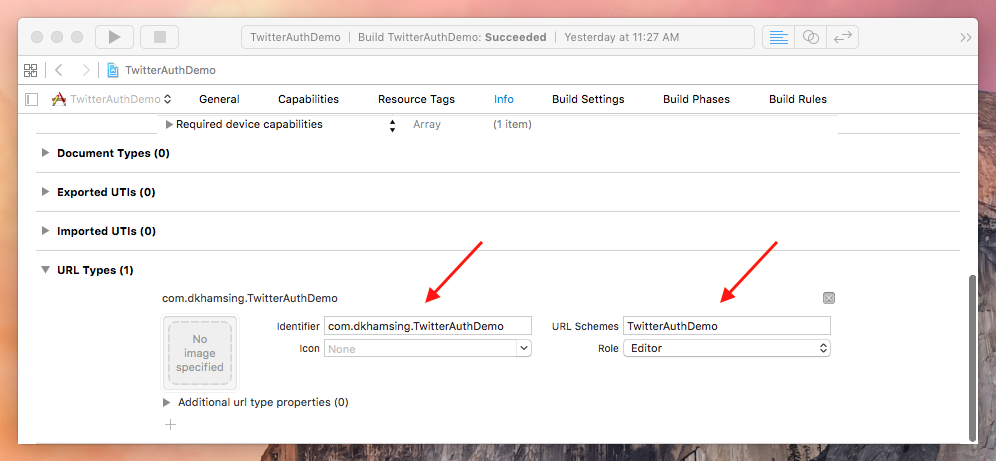 TwitterAuthDemo | Build TwitterAuthDemo: Succeeded | Yesterday at 11:27 AM
TwitterAuthDemo
TwitterAuthDemo General Capabilities Resource Tags Info Build Settings Build Phases Build Rules
Required device capabilities Array (1 item)
Document Types (0)
Exported UTIs (0)
Imported UTIs (0)
URL Types (1)
com.dkhamsing.TwitterAuthDemo
No
image
specified
Identifier com.dkhamsing.TwitterAuthDemo URL Schemes TwitterAuthDemo
Icon None Role Editor
Additional url type properties (0)